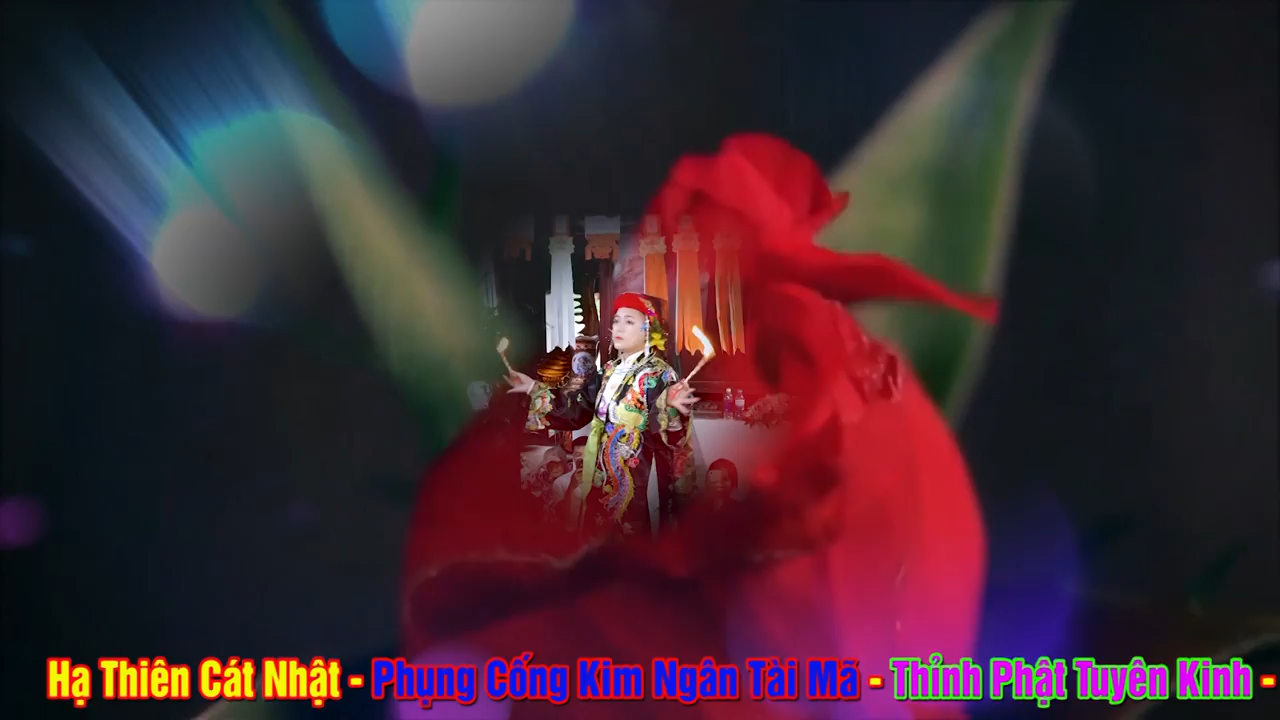 Hạ Thiên Cát Nhật - Phụng Cống Kim Ngân Tài Mã - Thỉnh Phật Tuyên Kinh -